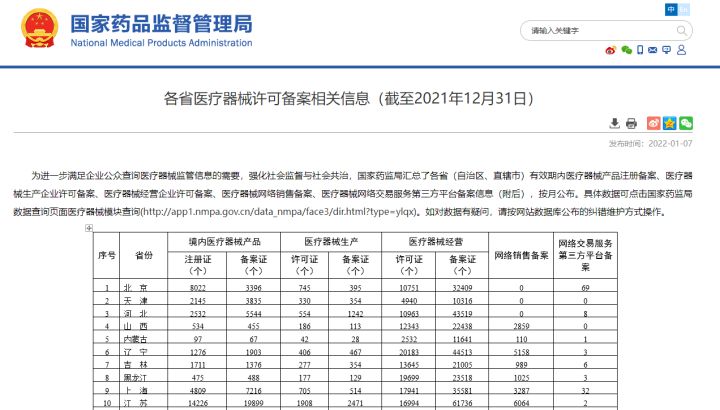 国家药品监督管理局
National Medical Products Administration
中
EN
请输入关键字
各省医疗器械许可备案相关信息（截至2021年12月31日）
发布时间：2022-01-07
为进一步满足企业公众查询医疗器械监管信息的需要，强化社会监督与社会共治，国家药监局汇总了各省（自治区、直辖市）有效期内医疗器械产品注册备案、医疗器
械生产企业许可备案、医疗器械经营企业许可备案、医疗器械网络销售备案、医疗器械网络交易服务第三方平台备案信息（附后），按月公布。具体数据可点击国家药监局
数据查询页面医疗器械模块查询(http://app1.nmpa.gov.cn/data_nmpa/face3/dir.html?type=ylqx)。如对数据有疑问，请按网站数据库公布的纠错维护方式操作。
序号 省份 境内医疗器械产品 医疗器械生产 医疗器械经营 网络销售备案 网络交易服务第三方平台备案
注册证（个） 备案证（个） 许可证（个） 备案证（个） 许可证（个） 备案证（个）
1 北 京 8022 3396 745 395 10751 32409 0 69
2 天 津 2145 3835 330 354 4940 10316 0 0
3 河 北 2532 5544 554 1242 10963 43519 0 8
4 山 西 534 455 186 113 12343 22438 2859 0
5 内蒙古 97 67 42 28 2532 11641 110 1
6 辽 宁 1276 1903 406 467 20183 44513 5158 3
7 吉 林 1711 1376 277 354 13645 21005 989 6
8 黑龙江 475 488 177 129 19699 23518 1025 3
9 上 海 4809 7216 705 514 17941 35581 3287 32
10 江 苏 14226 19899 1908 2471 16994 61736 6064 2